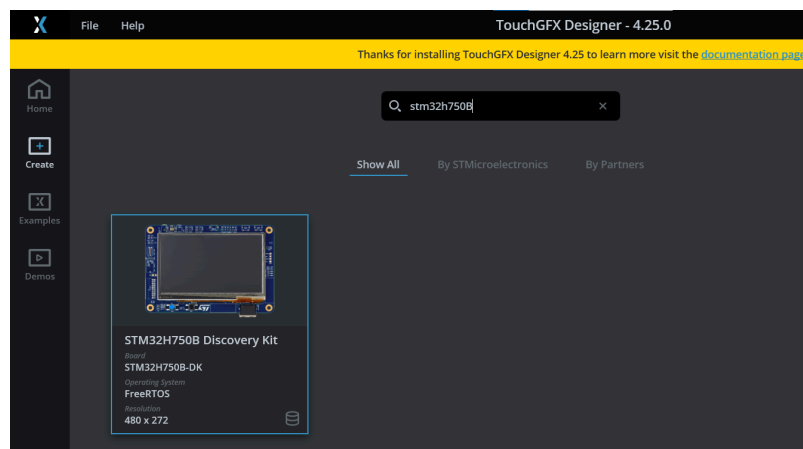 File Help TouchGFX Designer - 4.25.0
Thanks for installing TouchGFX Designer 4.25 to learn more visit the documentation page
Home
stm32h750B
Create
Show All By STMicroelectronics By Partners
Examples
Demos
STM32H750B Discovery Kit
Board
STM32H750B-DK
Operating System
FreeRTOS
Resolution
480 x 272